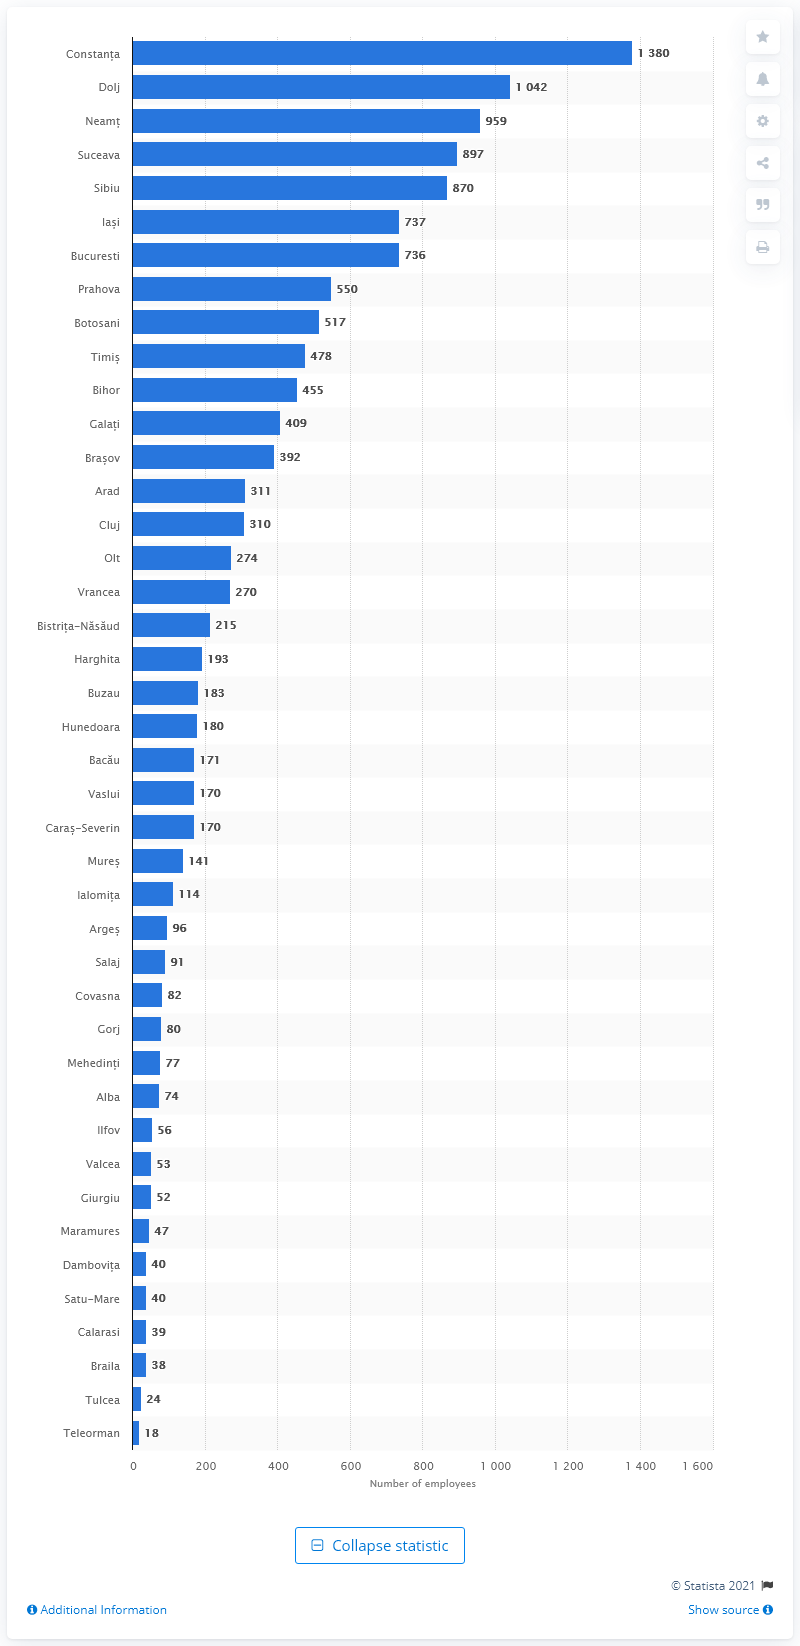 Constanța 1 380
Dolj 1 042
Neamț 959
Suceava 897
Sibiu 870
Iași 737
Bucuresti 736
Prahova 550
Botosani 517
Timiș 478
Bihor 455
Galați 409
Brașov 392
Arad 311
Cluj 310
Olt 274
Vrancea 270
Bistrița-Năsăud 215
Harghita 193
Buzau 183
Hunedoara 180
Bacău 171
Vaslui 170
Caraș-Severin 170
Mureș 141
Ialomița 114
Argeș 96
Salaj 91
Covasna 82
Gorj 80
Mehedinți 77
Alba 74
Ilfov 56
Valcea 53
Giurgiu 52
Maramures 47
Dambovița 40
Satu-Mare 40
Calarasi 39
Braila 38
Tulcea 24
Teleorman 18
0 200 400 600 800 1 000 1 200 1 400 1 600
Number of employees
Collapse statistic
© Statista 2021
Additional Information Show source